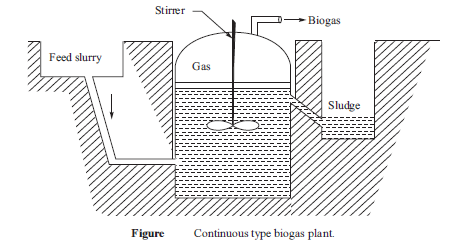 Stirrer
Biogas
Feed slurry
Gas
Sludge
Figure Continuous type biogas plant.